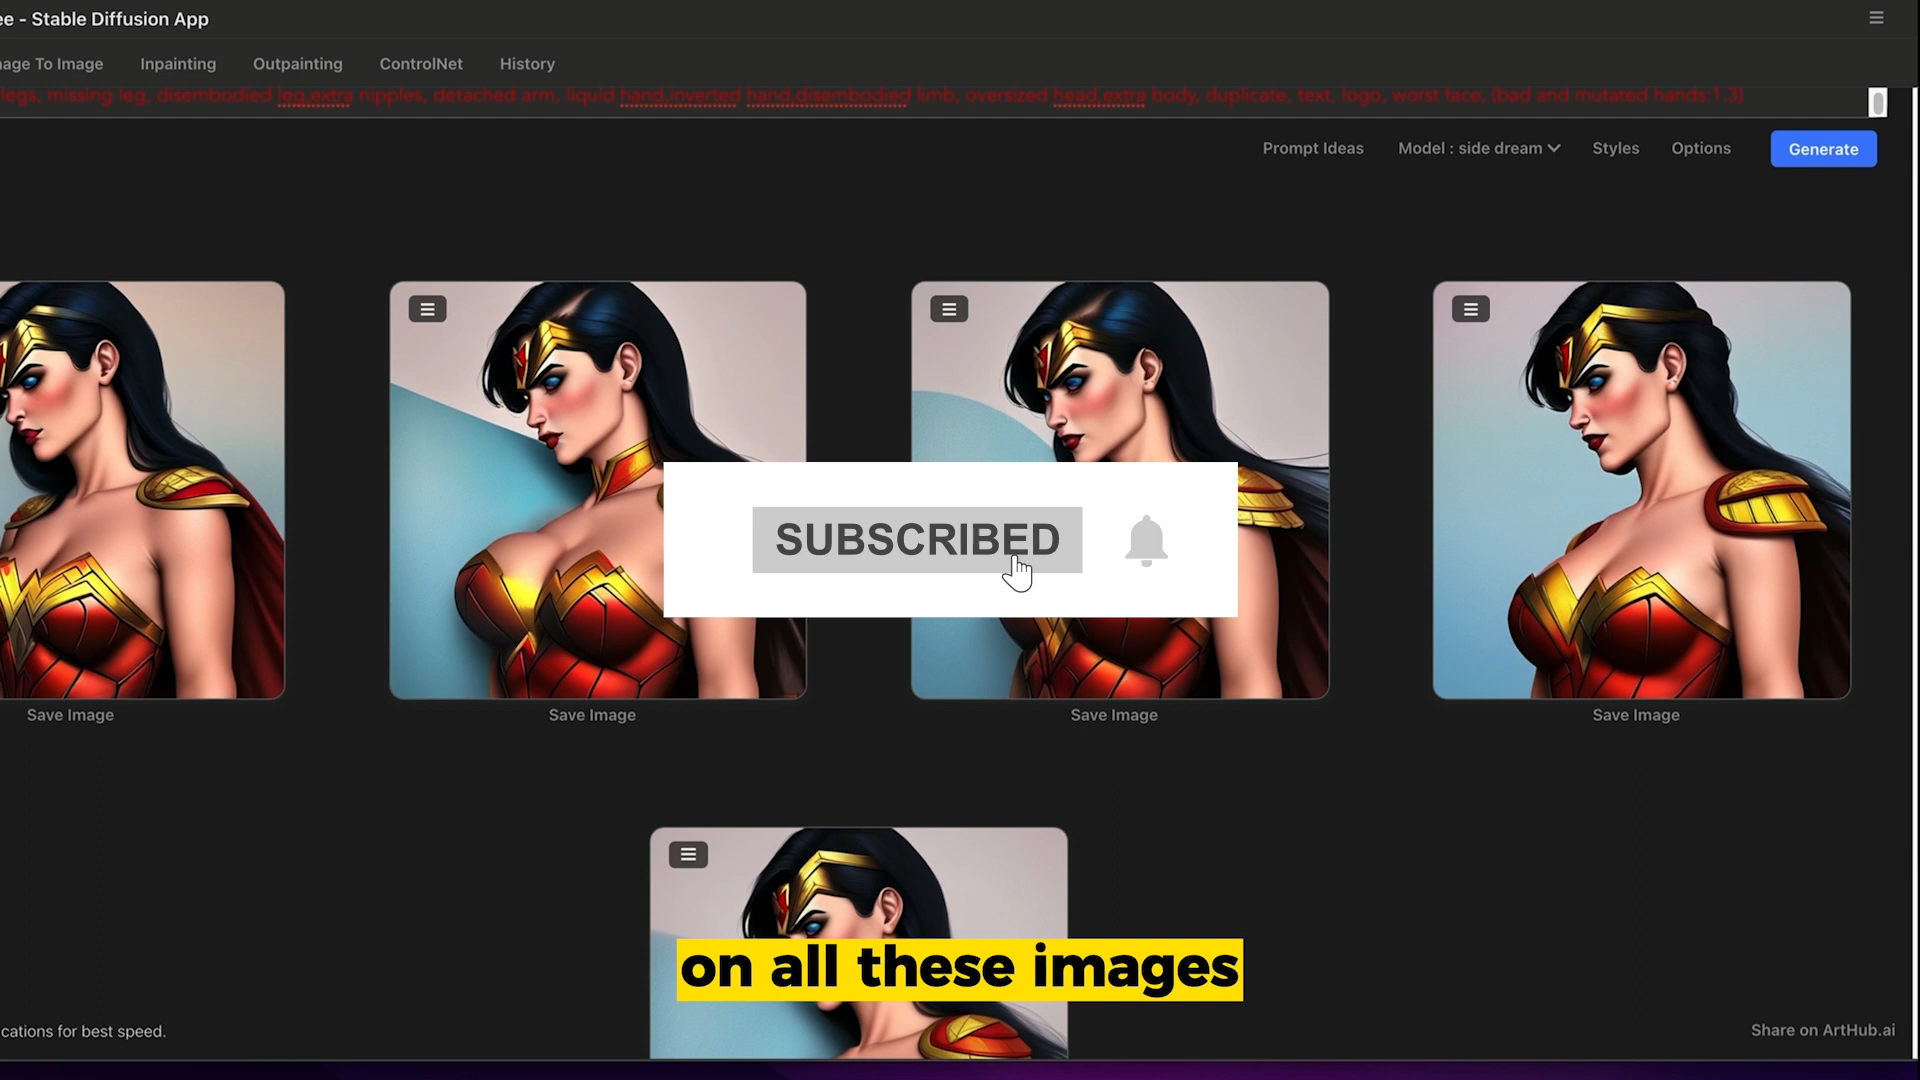 ee - Stable Diffusion App
nage To Image Inpainting Outpainting ControlNet History
legs, missing leg, disembodied leg,extra nipples, detached arm, liquid hand,inverted hand,disembodied limb, oversized head,extra body, duplicate, text, logo, worst face, (bad and mutated hands:1.3)
Prompt Ideas Model : side dream Styles Options Generate
SUBSCRIBED
Save Image Save Image Save Image Save Image
on all these images
cations for best speed. Share on ArtHub.ai